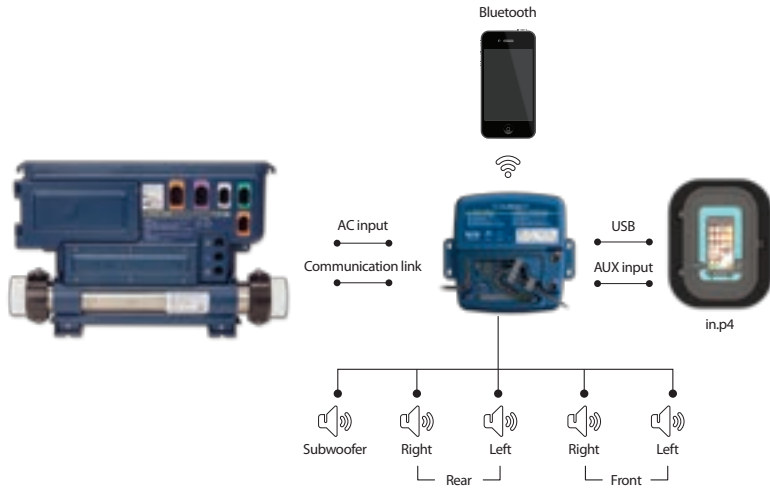 Bluetooth
AC input
USB
Communication link
AUX input
in.p4
Subwoofer Right Left Right Left
Rear Front